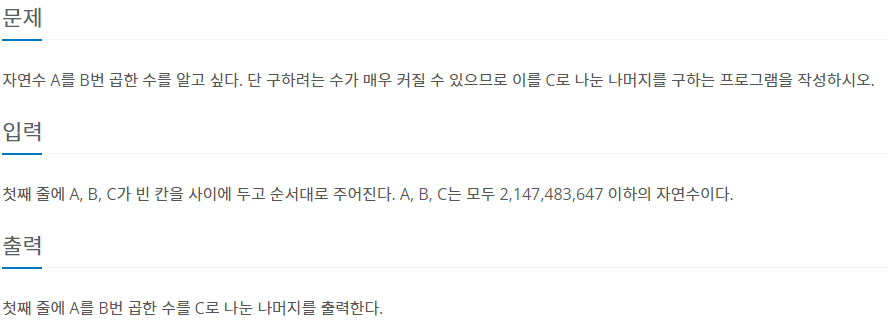 문제
자연수 A를 B번 곱한 수를 알고 싶다. 단 구하려는 수가 매우 커질 수 있으므로 이를 C로 나눈 나머지를 구하는 프로그램을 작성하시오.
입력
첫째 줄에 A, B, C가 빈 칸을 사이에 두고 순서대로 주어진다. A, B, C는 모두 2,147,483,647 이하의 자연수이다.
출력
첫째 줄에 A를 B번 곱한 수를 C로 나눈 나머지를 출력한다.